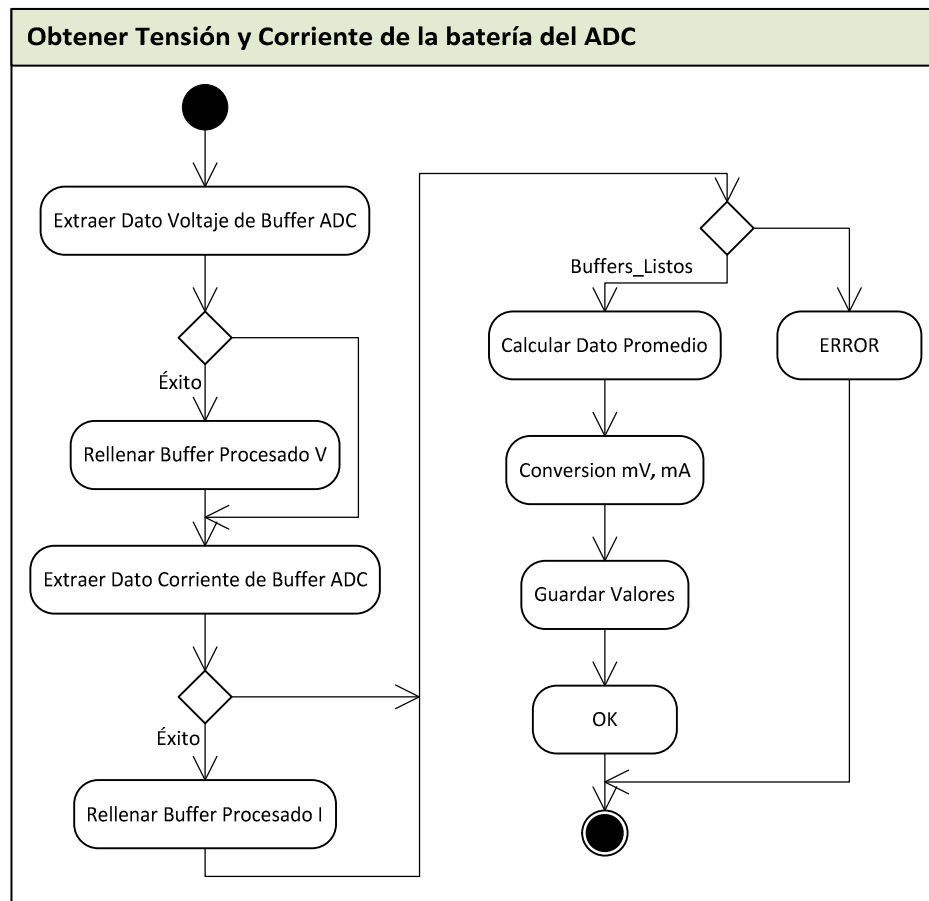 Obtener Tensión y Corriente de la batería del ADC
Extraer Dato Voltaje de Buffer ADC
Éxito
Rellenar Buffer Procesado V
Extraer Dato Corriente de Buffer ADC
Éxito
Rellenar Buffer Procesado I
Buffers_Listos
Calcular Dato Promedio
ERROR
Conversion mV, mA
Guardar Valores
OK